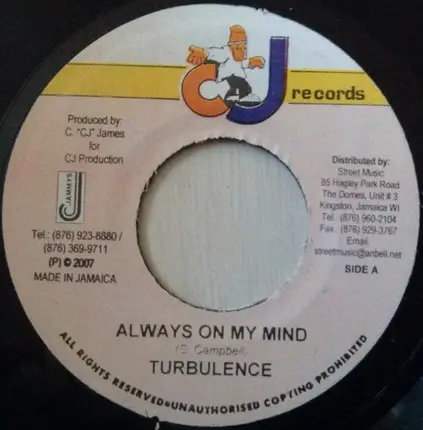 CJ records
Produced by:
C. "CJ" James
for
CJ Production
JAMMYS
Tel.: (876) 923-8880 /
(876) 369-9711
(P) © 2007
MADE IN JAMAICA
Distributed by:
Street Music
85 Hagley Park Road
The Domes, Unit # 3
Kingston, Jamaica WI
Tel.: (876) 960-2104
Fax: (876) 929-3767
Email:
streetmusic@anbell.net
SIDE A
ALWAYS ON MY MIND
(S. Campbell)
TURBULENCE
ALL RIGHTS RESERVED•UNAUTHORISED COPYING PROHIBITED